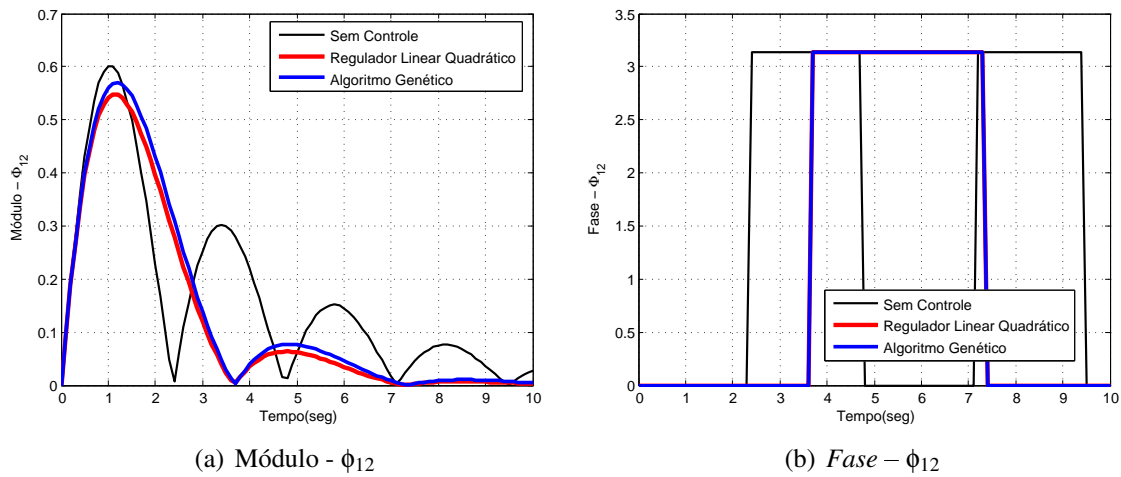 0.7
0.6
0.5
0.4
0.3
0.2
0.1
0
Módulo – Φ12
0 1 2 3 4 5 6 7 8 9 10
Tempo(seg)
Sem Controle
Regulador Linear Quadrático
Algoritmo Genético
(a) Módulo - ϕ12
3.5
3
2.5
2
1.5
1
0.5
0
Fase – Φ12
0 1 2 3 4 5 6 7 8 9 10
Tempo(seg)
Sem Controle
Regulador Linear Quadrático
Algoritmo Genético
(b) Fase – ϕ12